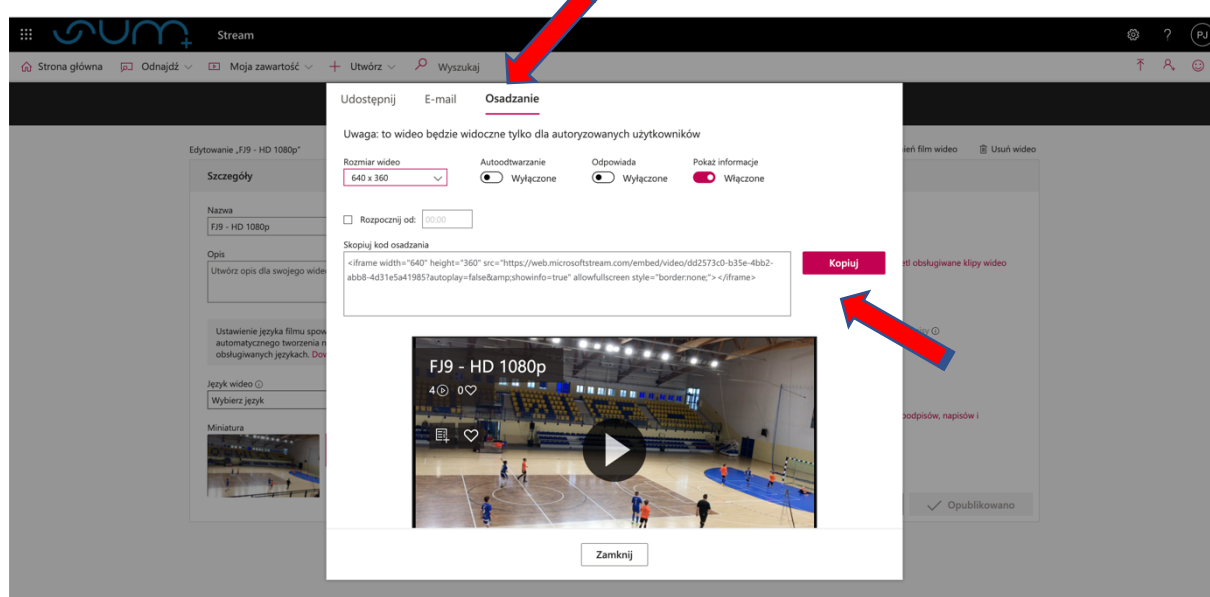 sum
Stream
?
PJ
Strona główna
Odnajdź
Moja zawartość
Utwórz
Wyszukaj
Udostępnij
E-mail
Osadzanie
Uwaga: to wideo będzie widoczne tylko dla autoryzowanych użytkowników
Edytowanie „FJ9 - HD 1080p”
ień film wideo
Usuń wideo
Rozmiar wideo
Autoodtwarzanie
Odpowiada
Pokaż informacje
640 x 360
Wyłączone
Wyłączone
Włączone
Szczegóły
Nazwa
FJ9 - HD 1080p
Rozpocznij od:
00:00
Skopiuj kod osadzania
<iframe width="640" height="360" src="https://web.microsoftstream.com/embed/video/dd2573c0-b35e-4bb2-
abb8-4d31e5a41985?autoplay=false&amp;showinfo=true" allowfullscreen style="border:none;"></iframe>
Kopiuj
Opis
Utwórz opis dla swojego wide
etl obsługiwane klipy wideo
Ustawienie języka filmu spow
automatycznego tworzenia n
obsługiwanych językach. Dow
Język wideo
Wybierz język
FJ9 - HD 1080p
4
0
podpisów, napisów i
Miniatura
Opublikowano
Zamknij